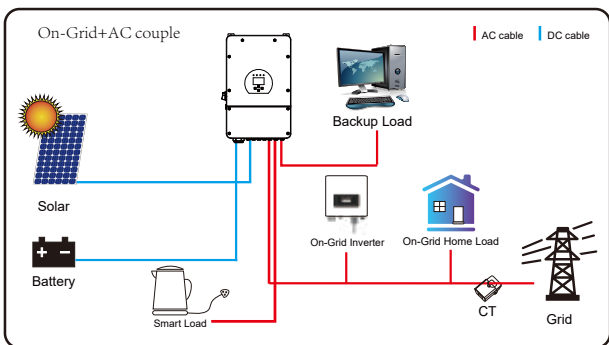 On-Grid+AC couple
AC cable
DC cable
Backup Load
Solar
On-Grid Inverter
On-Grid Home Load
Battery
Smart Load
CT
Grid